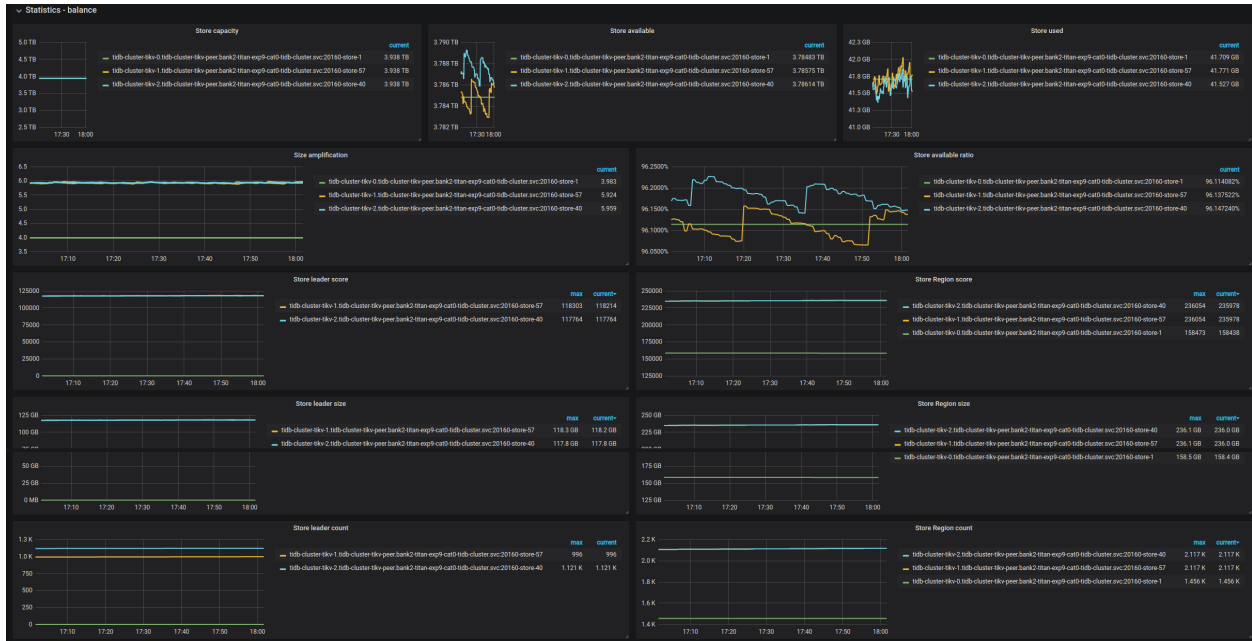 Statistics - balance
Store capacity
current
5.0 TB
4.5 TB
4.0 TB
3.5 TB
3.0 TB
2.5 TB
17:30 18:00
tidb-cluster-tikv-0.tidb-cluster-tikv-peer.bank2-titan-exp9-cat0-tidb-cluster.svc:20160-store-1 3.938 TB
tidb-cluster-tikv-1.tidb-cluster-tikv-peer.bank2-titan-exp9-cat0-tidb-cluster.svc:20160-store-57 3.938 TB
tidb-cluster-tikv-2.tidb-cluster-tikv-peer.bank2-titan-exp9-cat0-tidb-cluster.svc:20160-store-40 3.938 TB
Store available
current
3.790 TB
3.788 TB
3.786 TB
3.784 TB
3.782 TB
17:30 18:00
tidb-cluster-tikv-0.tidb-cluster-tikv-peer.bank2-titan-exp9-cat0-tidb-cluster.svc:20160-store-1 3.78483 TB
tidb-cluster-tikv-1.tidb-cluster-tikv-peer.bank2-titan-exp9-cat0-tidb-cluster.svc:20160-store-57 3.78575 TB
tidb-cluster-tikv-2.tidb-cluster-tikv-peer.bank2-titan-exp9-cat0-tidb-cluster.svc:20160-store-40 3.78614 TB
Store used
current
42.3 GB
42.0 GB
41.8 GB
41.5 GB
41.3 GB
41.0 GB
17:30 18:00
tidb-cluster-tikv-0.tidb-cluster-tikv-peer.bank2-titan-exp9-cat0-tidb-cluster.svc:20160-store-1 41.709 GB
tidb-cluster-tikv-1.tidb-cluster-tikv-peer.bank2-titan-exp9-cat0-tidb-cluster.svc:20160-store-57 41.771 GB
tidb-cluster-tikv-2.tidb-cluster-tikv-peer.bank2-titan-exp9-cat0-tidb-cluster.svc:20160-store-40 41.527 GB
Size amplification
current
6.5
6.0
5.5
5.0
4.5
4.0
3.5
17:10 17:20 17:30 17:40 17:50 18:00
tidb-cluster-tikv-0.tidb-cluster-tikv-peer.bank2-titan-exp9-cat0-tidb-cluster.svc:20160-store-1 3.983
tidb-cluster-tikv-1.tidb-cluster-tikv-peer.bank2-titan-exp9-cat0-tidb-cluster.svc:20160-store-57 5.924
tidb-cluster-tikv-2.tidb-cluster-tikv-peer.bank2-titan-exp9-cat0-tidb-cluster.svc:20160-store-40 5.959
Store available ratio
current
96.2500%
96.2000%
96.1500%
96.1000%
96.0500%
17:10 17:20 17:30 17:40 17:50 18:00
tidb-cluster-tikv-0.tidb-cluster-tikv-peer.bank2-titan-exp9-cat0-tidb-cluster.svc:20160-store-1 96.114082%
tidb-cluster-tikv-1.tidb-cluster-tikv-peer.bank2-titan-exp9-cat0-tidb-cluster.svc:20160-store-57 96.137522%
tidb-cluster-tikv-2.tidb-cluster-tikv-peer.bank2-titan-exp9-cat0-tidb-cluster.svc:20160-store-40 96.147240%
Store leader score
max current
125000
100000
75000
50000
25000
0
17:10 17:20 17:30 17:40 17:50 18:00
tidb-cluster-tikv-1.tidb-cluster-tikv-peer.bank2-titan-exp9-cat0-tidb-cluster.svc:20160-store-57 118303 118214
tidb-cluster-tikv-2.tidb-cluster-tikv-peer.bank2-titan-exp9-cat0-tidb-cluster.svc:20160-store-40 117764 117764
Store Region score
max current
250000
225000
200000
175000
150000
125000
17:10 17:20 17:30 17:40 17:50 18:00
tidb-cluster-tikv-2.tidb-cluster-tikv-peer.bank2-titan-exp9-cat0-tidb-cluster.svc:20160-store-40 236054 235978
tidb-cluster-tikv-1.tidb-cluster-tikv-peer.bank2-titan-exp9-cat0-tidb-cluster.svc:20160-store-57 236054 235978
tidb-cluster-tikv-0.tidb-cluster-tikv-peer.bank2-titan-exp9-cat0-tidb-cluster.svc:20160-store-1 158473 158438
Store leader size
max current
125 GB
100 GB
50 GB
25 GB
0 MB
17:10 17:20 17:30 17:40 17:50 18:00
tidb-cluster-tikv-1.tidb-cluster-tikv-peer.bank2-titan-exp9-cat0-tidb-cluster.svc:20160-store-57 118.3 GB 118.2 GB
tidb-cluster-tikv-2.tidb-cluster-tikv-peer.bank2-titan-exp9-cat0-tidb-cluster.svc:20160-store-40 117.8 GB 117.8 GB
Store Region size
max current
250 GB
225 GB
175 GB
150 GB
125 GB
17:10 17:20 17:30 17:40 17:50 18:00
tidb-cluster-tikv-2.tidb-cluster-tikv-peer.bank2-titan-exp9-cat0-tidb-cluster.svc:20160-store-40 236.1 GB 236.0 GB
tidb-cluster-tikv-1.tidb-cluster-tikv-peer.bank2-titan-exp9-cat0-tidb-cluster.svc:20160-store-57 236.1 GB 236.0 GB
tidb-cluster-tikv-0.tidb-cluster-tikv-peer.bank2-titan-exp9-cat0-tidb-cluster.svc:20160-store-1 158.5 GB 158.4 GB
Store leader count
max current
1.3 K
1.0 K
750
500
250
0
17:10 17:20 17:30 17:40 17:50 18:00
tidb-cluster-tikv-1.tidb-cluster-tikv-peer.bank2-titan-exp9-cat0-tidb-cluster.svc:20160-store-57 996 996
tidb-cluster-tikv-2.tidb-cluster-tikv-peer.bank2-titan-exp9-cat0-tidb-cluster.svc:20160-store-40 1.121 K 1.121 K
Store Region count
max current
2.2 K
2.0 K
1.8 K
1.6 K
1.4 K
17:10 17:20 17:30 17:40 17:50 18:00
tidb-cluster-tikv-2.tidb-cluster-tikv-peer.bank2-titan-exp9-cat0-tidb-cluster.svc:20160-store-40 2.117 K 2.117 K
tidb-cluster-tikv-1.tidb-cluster-tikv-peer.bank2-titan-exp9-cat0-tidb-cluster.svc:20160-store-57 2.117 K 2.117 K
tidb-cluster-tikv-0.tidb-cluster-tikv-peer.bank2-titan-exp9-cat0-tidb-cluster.svc:20160-store-1 1.456 K 1.456 K